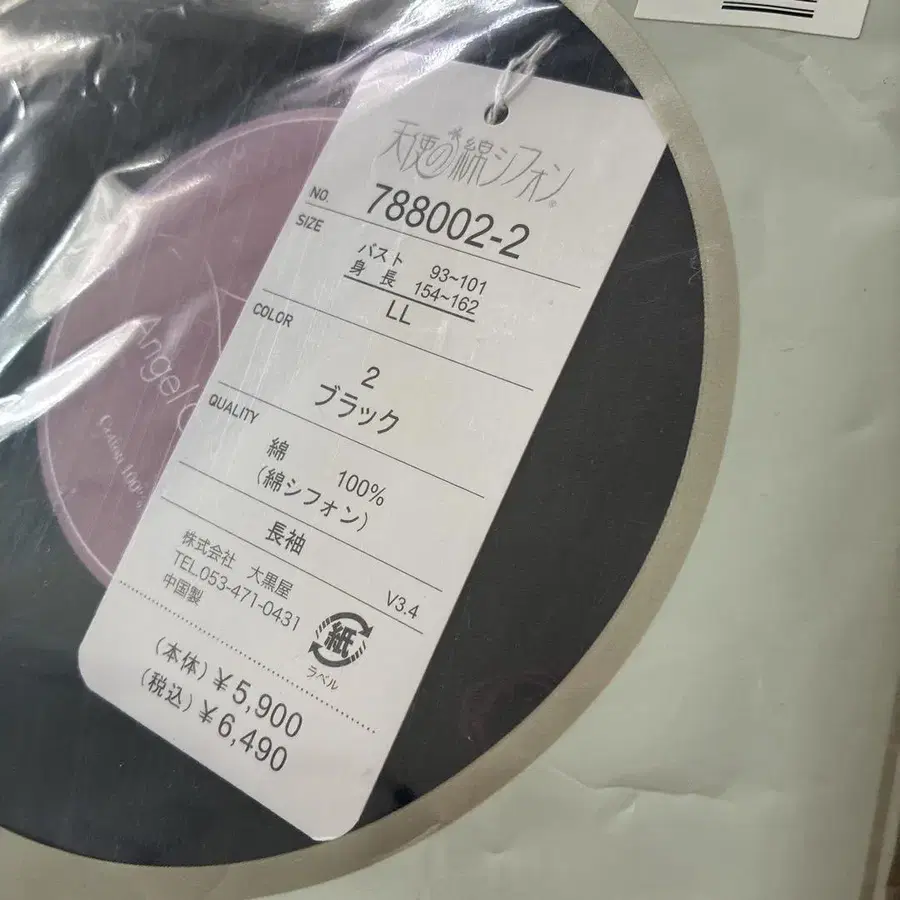 天使の綿シフォン®
NO. 788002-2
SIZE
バスト 93~101
身長 154~162
LL
COLOR
2
ブラック
QUALITY
綿 100%
(綿シフォン)
長袖
株式会社 大黒屋
TEL.053-471-0431
中国製
V3.4
紙
ラベル
(本体) ¥5,900
(税込) ¥6,490
Angel
Cotton 100%